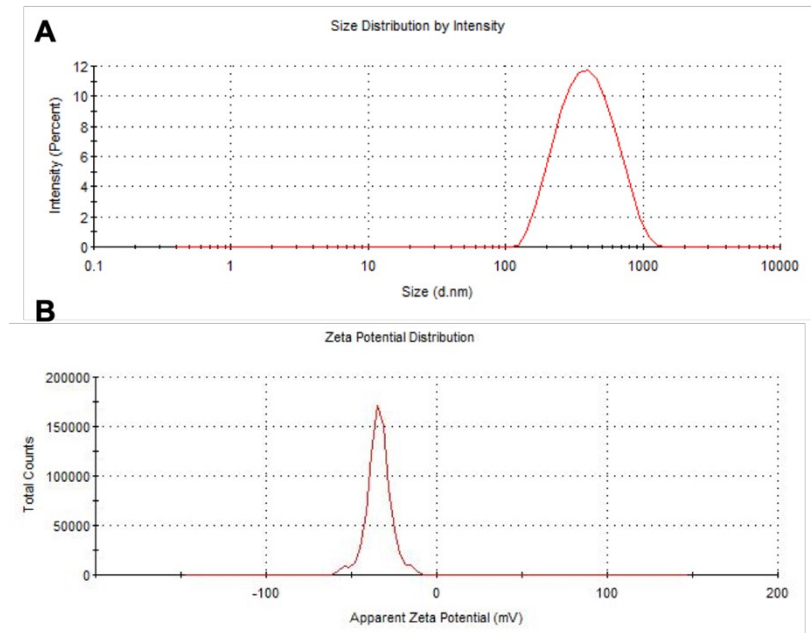 A
Size Distribution by Intensity
12
10
8
6
4
2
0
Intensity (Percent)
0.1 1 10 100 1000 10000
Size (d.nm)
B
Zeta Potential Distribution
200000
150000
100000
50000
0
Total Counts
-100 0 100 200
Apparent Zeta Potential (mV)